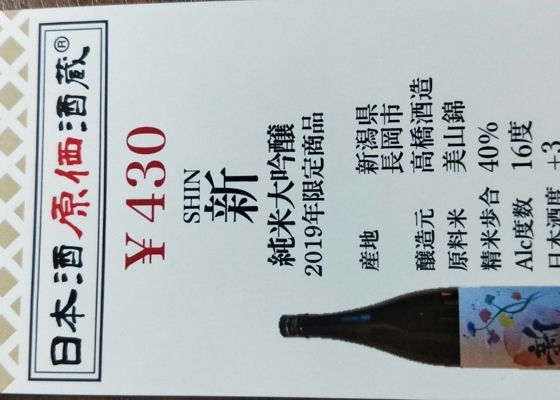 日本酒原価酒蔵®
¥430
SHIN
新
純米大吟醸
2019年限定商品
産地 新潟県
長岡市
醸造元 高橋酒造
原料米 美山錦
精米歩合 40%
Alc度数 16度
日本酒度 +3
新